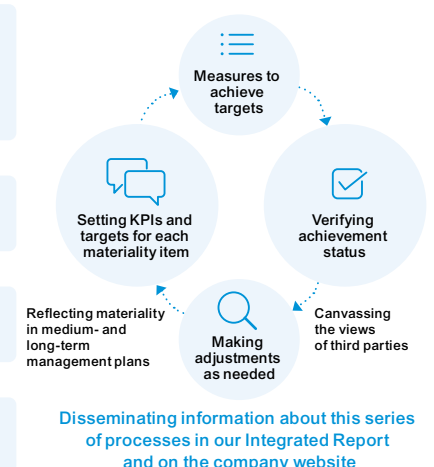 Measures to
achieve
targets
Setting KPIs and
targets for each
materiality item
Verifying
achievement
status
Reflecting materiality
in medium- and
long-term
management plans
Making
adjustments
as needed
Canvassing
the views
of third parties
Disseminating information about this series
of processes in our Integrated Report
and on the company website